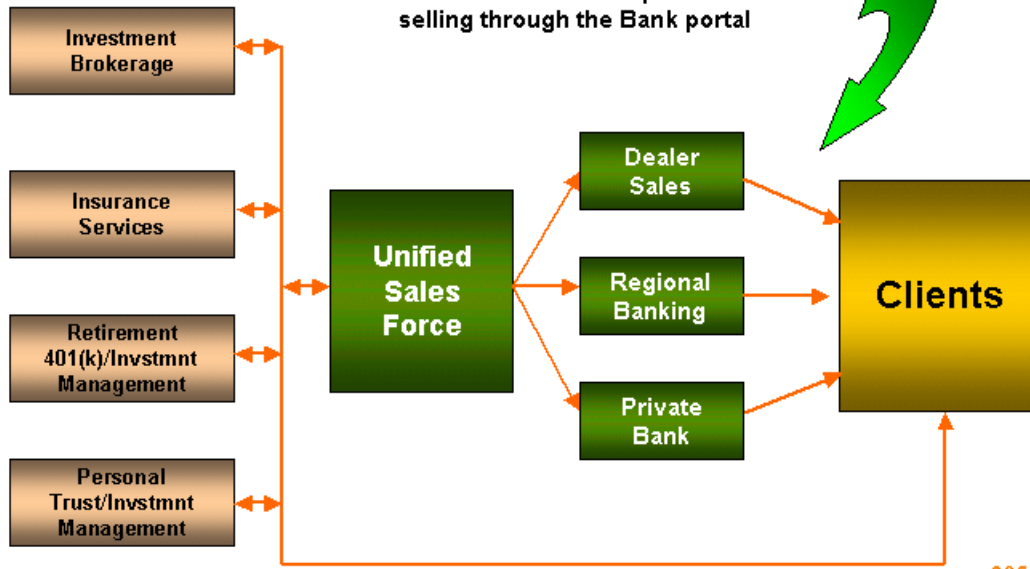 selling through the Bank portal
Investment
Brokerage
Insurance
Services
Retirement
401(k)/Invstmnt
Management
Personal
Trust/Invstmnt
Management
Unified
Sales
Force
Dealer
Sales
Regional
Banking
Private
Bank
Clients